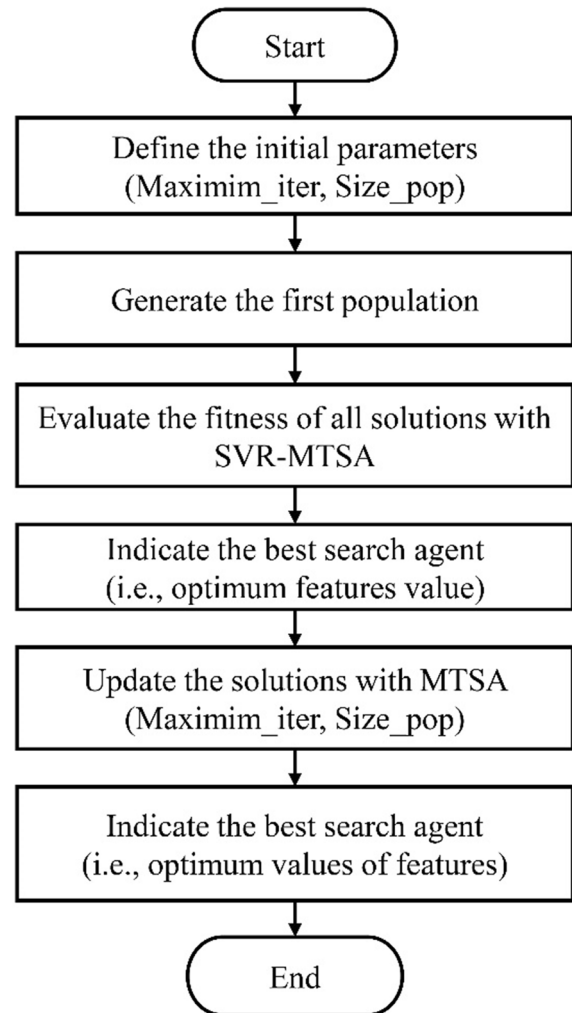 Start
Define the initial parameters
(Maximim_iter, Size_pop)
Generate the first population
Evaluate the fitness of all solutions with
SVR-MTSA
Indicate the best search agent
(i.e., optimum features value)
Update the solutions with MTSA
(Maximim_iter, Size_pop)
Indicate the best search agent
(i.e., optimum values of features)
End